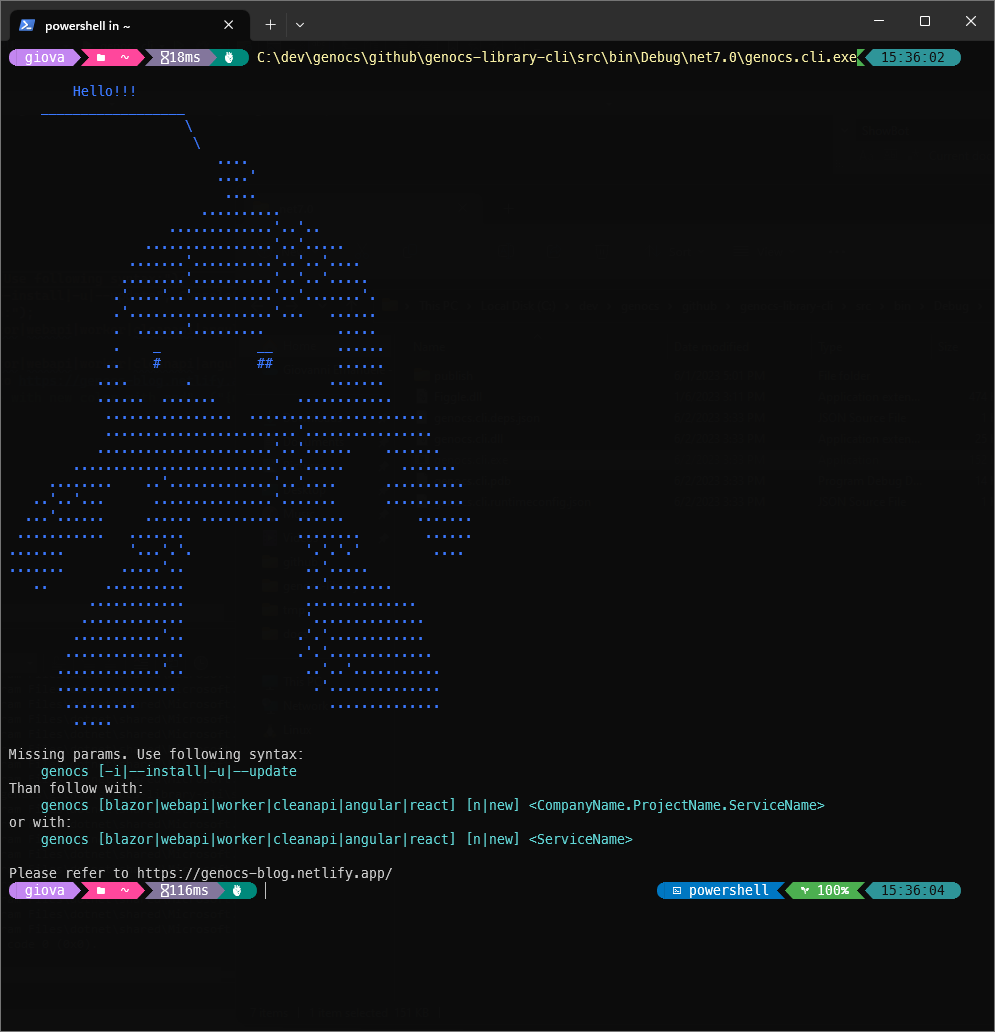 powershell in ~
giova ~ 18ms C:\dev\genocs\github\genocs-library-cli\src\bin\Debug\net7.0\genocs.cli.exe 15:36:02
Hello!!!
# ##
Missing params. Use following syntax:
genocs [-i|--install|-u|--update
Than follow with:
genocs [blazor|webapi|worker|cleanapi|angular|react] [n|new] <CompanyName.ProjectName.ServiceName>
or with:
genocs [blazor|webapi|worker|cleanapi|angular|react] [n|new] <ServiceName>
Please refer to https://genocs-blog.netlify.app/
giova ~ 116ms powershell 100% 15:36:04